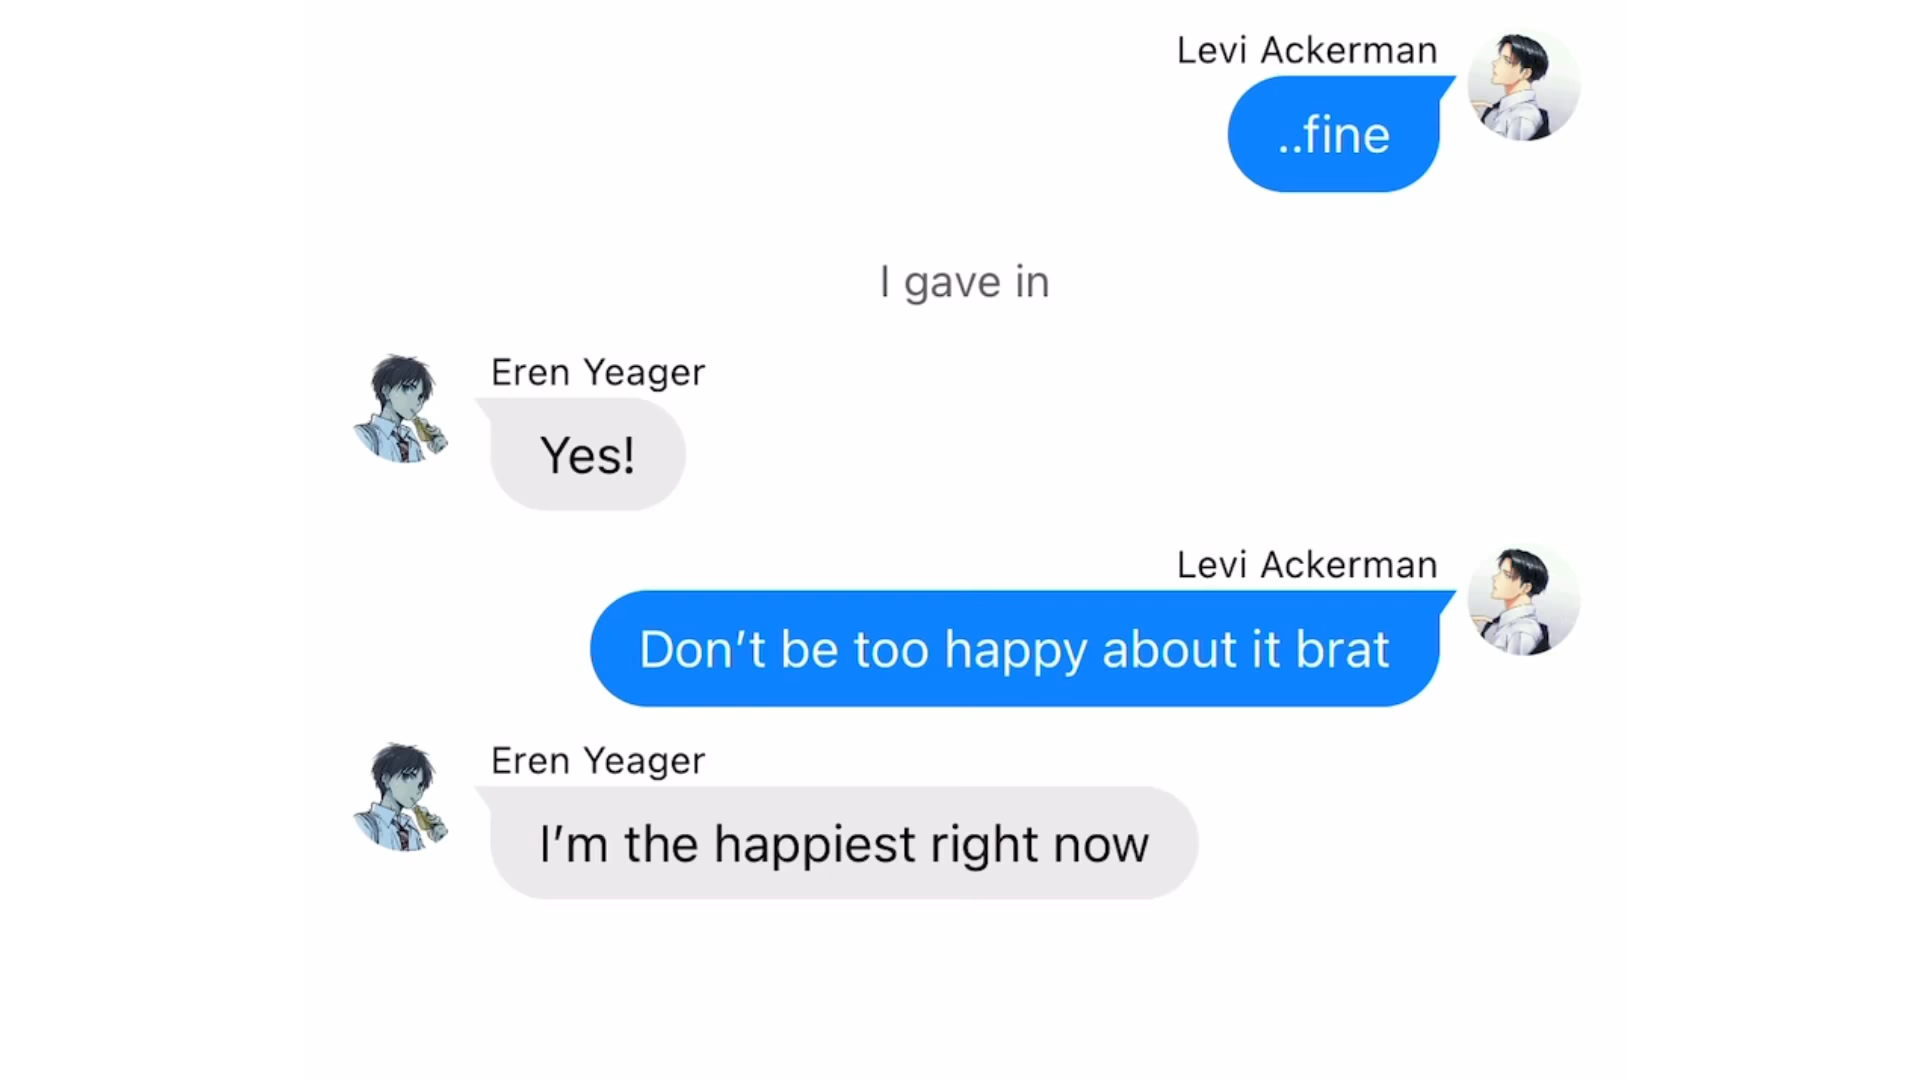 Levi Ackerman
..fine
I gave in
Eren Yeager
Yes!
Levi Ackerman
Don’t be too happy about it brat
Eren Yeager
I’m the happiest right now